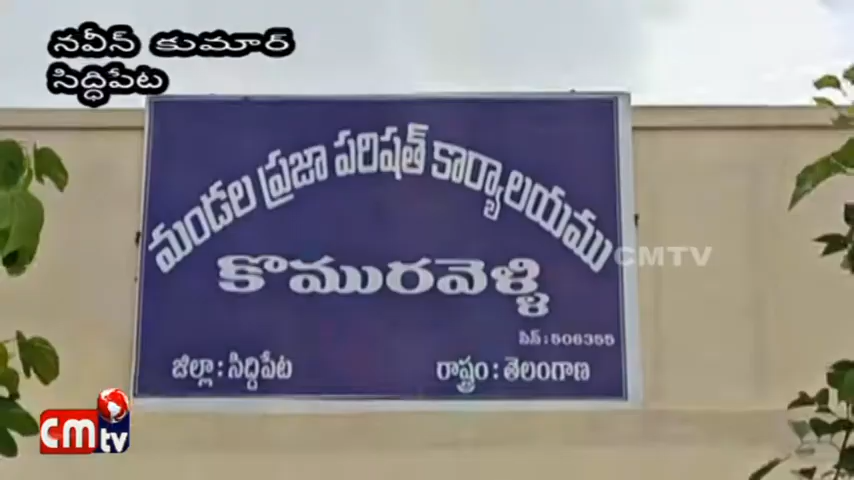 నవీన్ కుమార్
సిద్ధిపేట
మండల ప్రజా పరిషత్ కార్యాలయము
కొమురవెళ్ళి
పిన్ : 506355
జిల్లా : సిద్దిపేట
రాష్ట్రం : తెలంగాణ
CMTV
cm tv